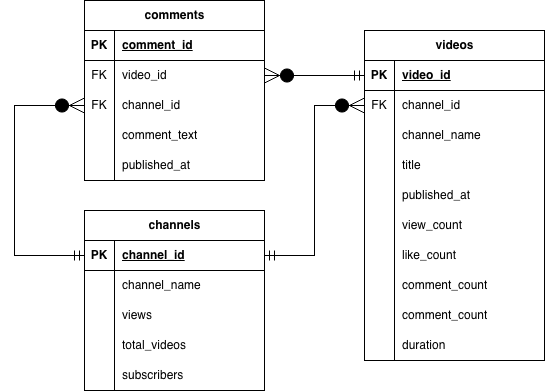 comments
PK comment_id
FK video_id
FK channel_id
comment_text
published_at
videos
PK video_id
FK channel_id
channel_name
title
published_at
view_count
like_count
comment_count
comment_count
duration
channels
PK channel_id
channel_name
views
total_videos
subscribers